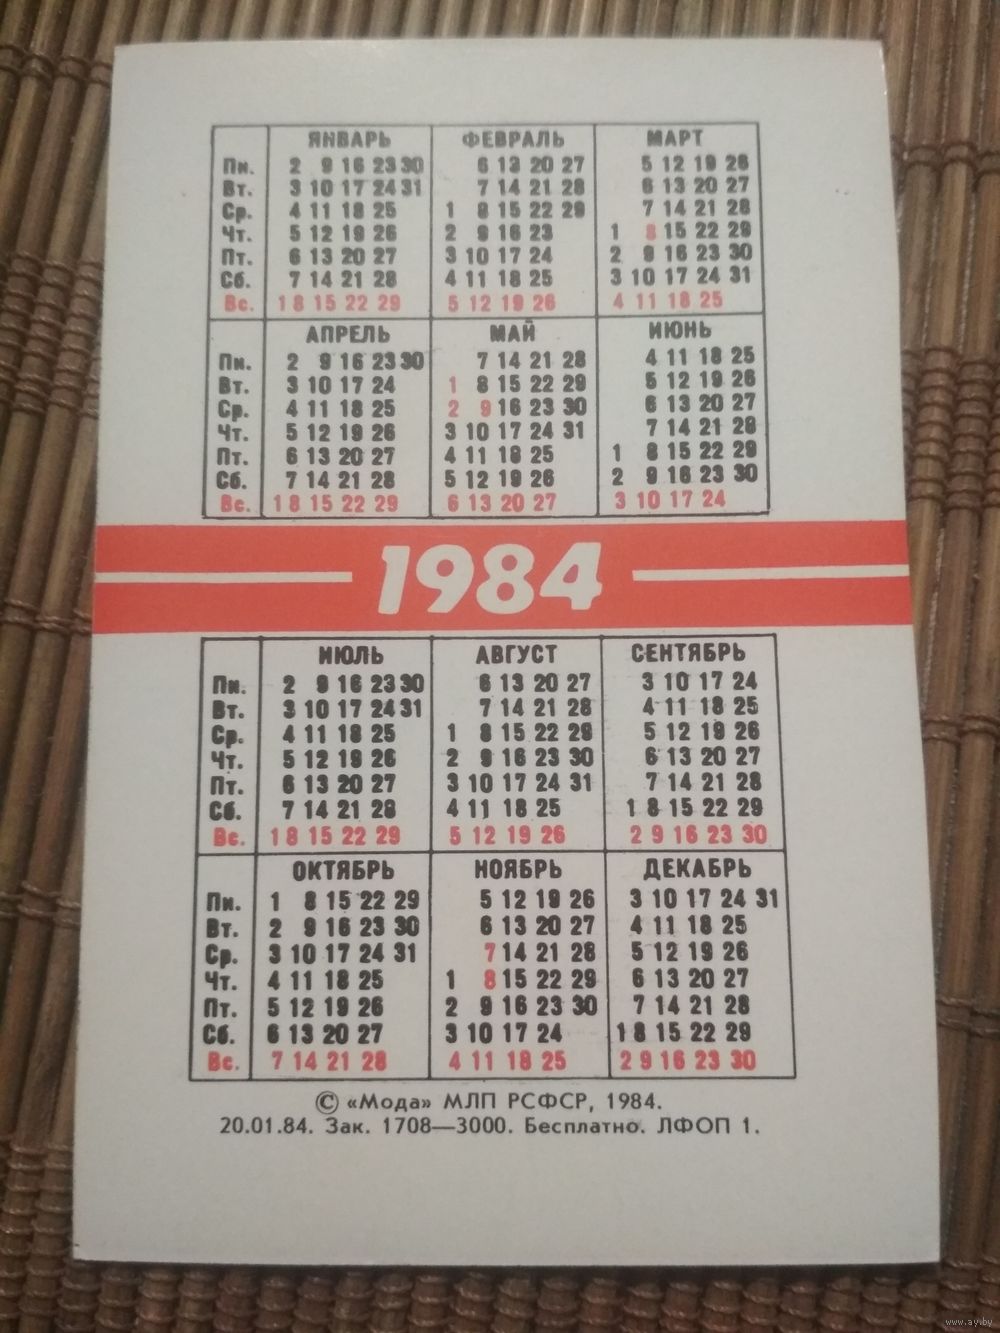 ЯНВАРЬ ФЕВРАЛЬ МАРТ
Пн. 2 9 16 23 30 6 13 20 27 5 12 19 26
Вт. 3 10 17 24 31 7 14 21 28 6 13 20 27
Ср. 4 11 18 25 1 8 15 22 29 7 14 21 28
Чт. 5 12 19 26 2 9 16 23 1 8 15 22 29
Пт. 6 13 20 27 3 10 17 24 2 9 16 23 30
Сб. 7 14 21 28 4 11 18 25 3 10 17 24 31
Вс. 1 8 15 22 29 5 12 19 26 4 11 18 25
АПРЕЛЬ МАЙ ИЮНЬ
Пн. 2 9 16 23 30 7 14 21 28 4 11 18 25
Вт. 3 10 17 24 1 8 15 22 29 5 12 19 26
Ср. 4 11 18 25 2 9 16 23 30 6 13 20 27
Чт. 5 12 19 26 3 10 17 24 31 7 14 21 28
Пт. 6 13 20 27 4 11 18 25 1 8 15 22 29
Сб. 7 14 21 28 5 12 19 26 2 9 16 23 30
Вс. 1 8 15 22 29 6 13 20 27 3 10 17 24
1984
ИЮЛЬ АВГУСТ СЕНТЯБРЬ
Пн. 2 9 16 23 30 6 13 20 27 3 10 17 24
Вт. 3 10 17 24 31 7 14 21 28 4 11 18 25
Ср. 4 11 18 25 1 8 15 22 29 5 12 19 26
Чт. 5 12 19 26 2 9 16 23 30 6 13 20 27
Пт. 6 13 20 27 3 10 17 24 31 7 14 21 28
Сб. 7 14 21 28 4 11 18 25 1 8 15 22 29
Вс. 1 8 15 22 29 5 12 19 26 2 9 16 23 30
ОКТЯБРЬ НОЯБРЬ ДЕКАБРЬ
Пн. 1 8 15 22 29 5 12 19 26 3 10 17 24 31
Вт. 2 9 16 23 30 6 13 20 27 4 11 18 25
Ср. 3 10 17 24 31 7 14 21 28 5 12 19 26
Чт. 4 11 18 25 1 8 15 22 29 6 13 20 27
Пт. 5 12 19 26 2 9 16 23 30 7 14 21 28
Сб. 6 13 20 27 3 10 17 24 1 8 15 22 29
Вс. 7 14 21 28 4 11 18 25 2 9 16 23 30
© «Мода» МЛП РСФСР, 1984.
20.01.84. Зак. 1708—3000. Бесплатно. ЛФОП 1.
www.ay.by